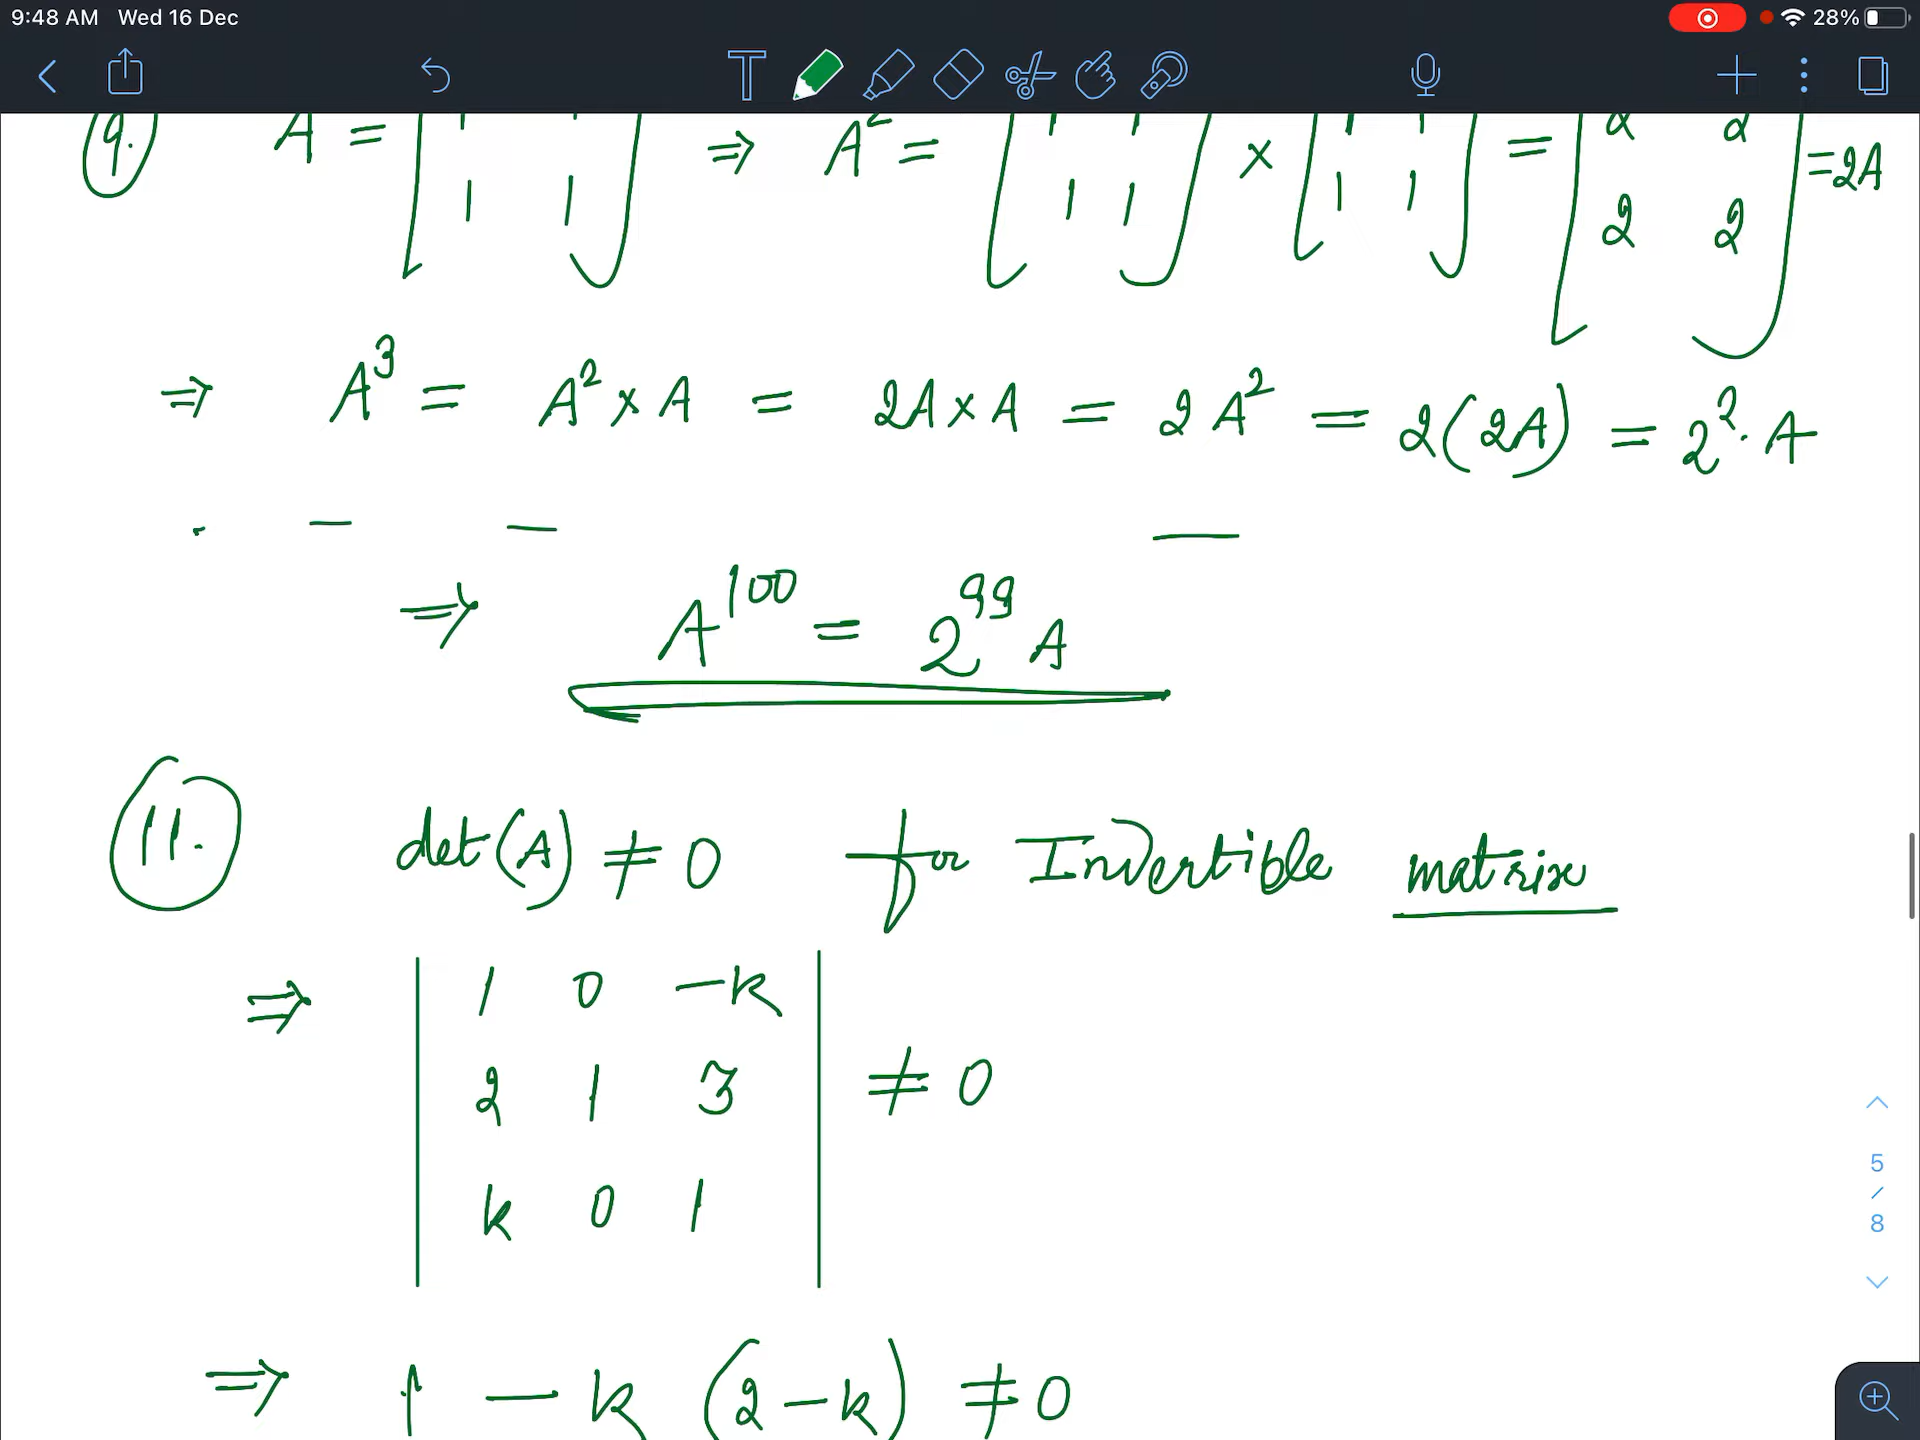 9:48 AM Wed 16 Dec
28%
T
9. A = [ 1 1 ] ⇒ A² = [ 1 1 ] × [ 1 1 ] = [ 2 2 ] = 2A
1 1 1 1 1 1 2 2
⇒ A³ = A² × A = 2A × A = 2A² = 2(2A) = 2². A
. — — —
⇒ A¹⁰⁰ = 2⁹⁹ A
11. det(A) ≠ 0 for Invertible matrix
⇒ | 1 0 -k |
| 2 1 3 | ≠ 0
| k 0 1 |
⇒ 1 - k (2 - k) ≠ 0
5
/
8